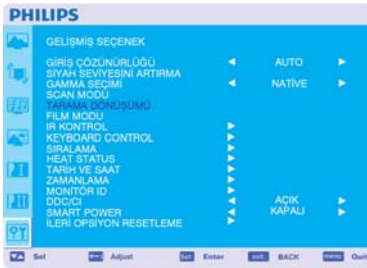 PHILIPS
GELİŞMİŞ SEÇENEK
GİRİŞ ÇÖZÜNÜRLÜĞÜ AUTO
SİYAH SEVİYESİNİ ARTIRMA
GAMMA SEÇİMİ NATİVE
SCAN MODÜ
TARAMA DÖNÜŞÜMÜ
FILM MODU
IR KONTROL
KEYBOARD CONTROL
SIRALAMA
HEAT STATUS
TARİH VE SAAT
ZAMANLAMA
MONİTÖR ID
DDC/CI AÇIK
SMART POWER KAPALI
İLERİ OPSİYON RESETLEME
Sel Adjust Set Enter exit BACK menu Quit